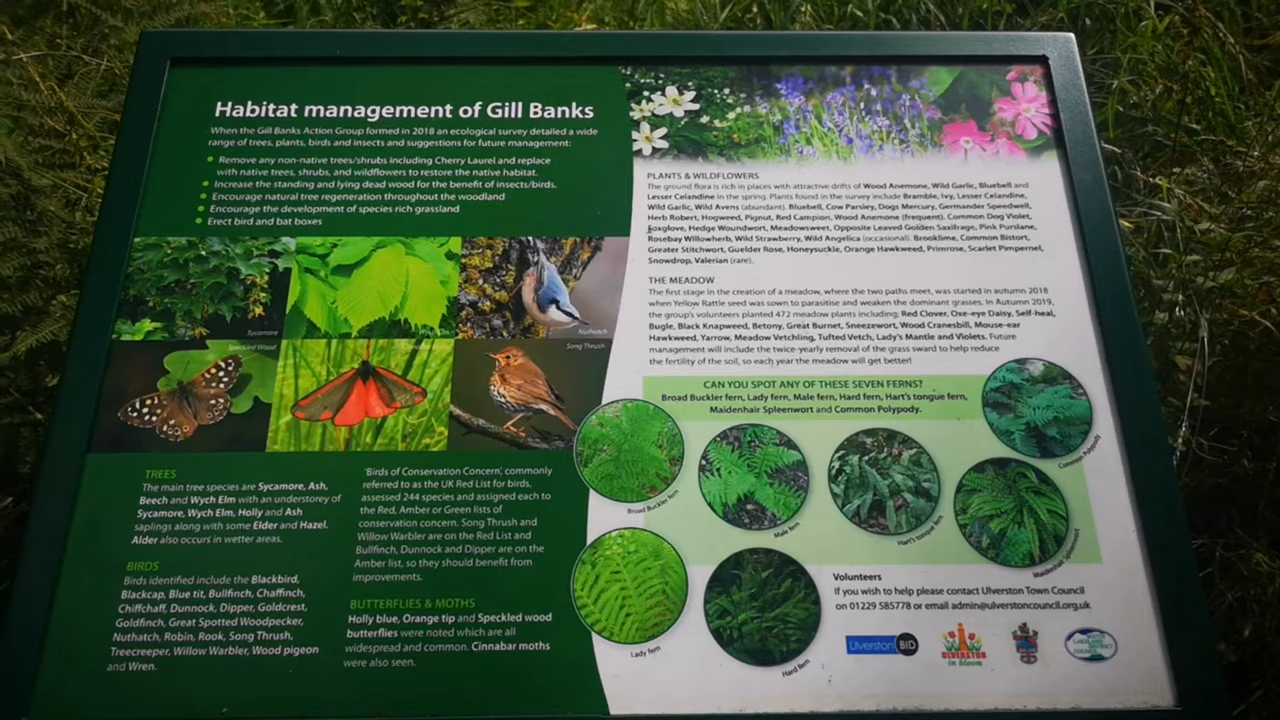 Habitat management of Gill Banks
When the Gill Banks Action Group formed in 2018 an ecological survey detailed a wide
range of trees, plants, birds and insects and suggestions for future management:
Remove any non-native trees/shrubs including Cherry Laurel and replace
with native trees, shrubs, and wildflowers to restore the native habitat.
Increase the standing and lying dead wood for the benefit of insects/birds.
Encourage natural tree regeneration throughout the woodland
Encourage the development of species rich grassland
Erect bird and bat boxes
Sycamore
Nuthatch
Speckled Wood
Song Thrush
TREES
The main tree species are Sycamore, Ash,
Beech and Wych Elm with an understorey of
Sycamore, Wych Elm, Holly and Ash
saplings along with some Elder and Hazel.
Alder also occurs in wetter areas.
BIRDS
Birds identified include the Blackbird,
Blackcap, Blue tit, Bullfinch, Chaffinch,
Chiffchaff, Dunnock, Dipper, Goldcrest,
Goldfinch, Great Spotted Woodpecker,
Nuthatch, Robin, Rook, Song Thrush,
Treecreeper, Willow Warbler, Wood pigeon
and Wren.
'Birds of Conservation Concern', commonly
referred to as the UK Red List for birds,
assessed 244 species and assigned each to
the Red, Amber or Green lists of
conservation concern. Song Thrush and
Willow Warbler are on the Red List and
Bullfinch, Dunnock and Dipper are on the
Amber list, so they should benefit from
improvements.
BUTTERFLIES & MOTHS
Holly blue, Orange tip and Speckled wood
butterflies were noted which are all
widespread and common. Cinnabar moths
were also seen.
PLANTS & WILDFLOWERS
The ground flora is rich in places with attractive drifts of Wood Anemone, Wild Garlic, Bluebell and
Lesser Celandine in the spring. Plants found in the survey include Bramble, Ivy, Lesser Celandine,
Wild Garlic, Wild Avens (abundant). Bluebell, Cow Parsley, Dogs Mercury, Germander Speedwell,
Herb Robert, Hogweed, Pignut, Red Campion, Wood Anemone (frequent). Common Dog Violet,
Foxglove, Hedge Woundwort, Meadowsweet, Opposite Leaved Golden Saxifrage, Pink Purslane,
Rosebay Willowherb, Wild Strawberry, Wild Angelica (occasional). Brooklime, Common Bistort,
Greater Stitchwort, Guelder Rose, Honeysuckle, Orange Hawkweed, Primrose, Scarlet Pimpernel,
Snowdrop, Valerian (rare).
THE MEADOW
The first stage in the creation of a meadow, where the two paths meet, was started in autumn 2018
when Yellow Rattle seed was sown to parasitise and weaken the dominant grasses. In Autumn 2019,
the group's volunteers planted 472 meadow plants including; Red Clover, Oxe-eye Daisy, Self-heal,
Bugle, Black Knapweed, Betony, Great Burnet, Sneezewort, Wood Cranesbill, Mouse-ear
Hawkweed, Yarrow, Meadow Vetchling, Tufted Vetch, Lady's Mantle and Violets. Future
management will include the twice-yearly removal of the grass sward to help reduce
the fertility of the soil, so each year the meadow will get better!
CAN YOU SPOT ANY OF THESE SEVEN FERNS?
Broad Buckler fern, Lady fern, Male fern, Hard fern, Hart's tongue fern,
Maidenhair Spleenwort and Common Polypody.
Common Polypody
Broad Buckler fern
Male fern
Hart's tongue fern
Maidenhair Spleenwort
Lady fern
Hard fern
Volunteers
If you wish to help please contact Ulverston Town Council
on 01229 585778 or email admin@ulverstoncouncil.org.uk
Ulverston BID
ULVERSTON
in bloom